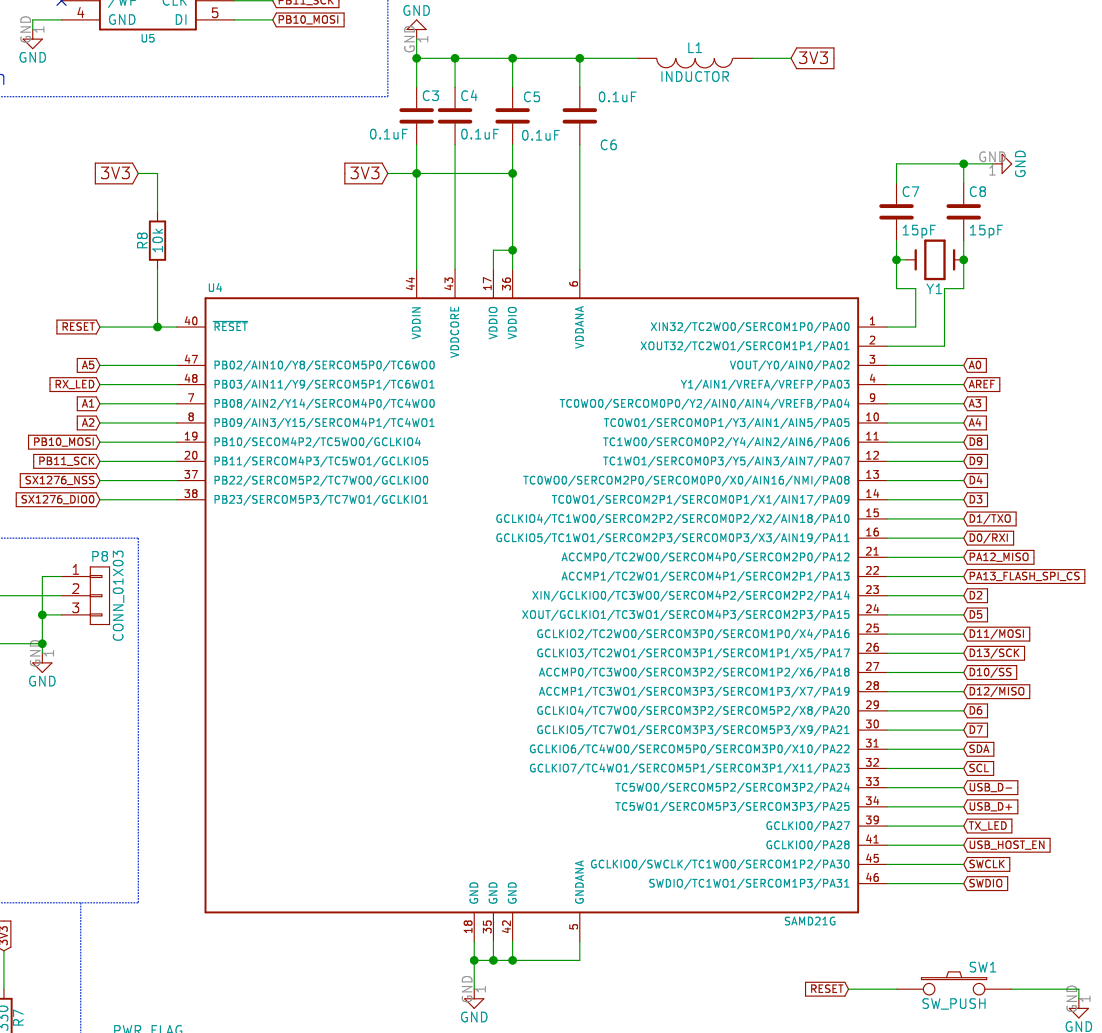 /WP CLK
PB11_SCK
4 GND DI 5
PB10_MOSI
U5
GND 1
GND
GND
GND 1
L1
INDUCTOR
3V3
C3 C4 C5 0.1uF
0.1uF 0.1uF 0.1uF
C6
3V3
3V3
R8 10k
GND 1
GND
C7 C8
15pF 15pF
Y1
U4
44 43 17 36 6
VDDIN VDDCORE VDDIO VDDIO VDDANA
RESET 40 RESET
A5 47 PB02/AIN10/Y8/SERCOM5P0/TC6WO0
RX_LED 48 PB03/AIN11/Y9/SERCOM5P1/TC6WO1
A1 7 PB08/AIN2/Y14/SERCOM4P0/TC4WO0
A2 8 PB09/AIN3/Y15/SERCOM4P1/TC4WO1
PB10_MOSI 19 PB10/SECOM4P2/TC5WO0/GCLKIO4
PB11_SCK 20 PB11/SERCOM4P3/TC5WO1/GCLKIO5
SX1276_NSS 37 PB22/SERCOM5P2/TC7WO0/GCLKIO0
SX1276_DIO0 38 PB23/SERCOM5P3/TC7WO1/GCLKIO1
XIN32/TC2WO0/SERCOM1P0/PA00 1
XOUT32/TC2WO1/SERCOM1P1/PA01 2
VOUT/Y0/AIN0/PA02 3 A0
Y1/AIN1/VREFA/VREFP/PA03 4 AREF
TC0WO0/SERCOM0P0/Y2/AIN0/AIN4/VREFB/PA04 9 A3
TC0WO1/SERCOM0P1/Y3/AIN1/AIN5/PA05 10 A4
TC1WO0/SERCOM0P2/Y4/AIN2/AIN6/PA06 11 D8
TC1WO1/SERCOM0P3/Y5/AIN3/AIN7/PA07 12 D9
TC0WO0/SERCOM2P0/SERCOM0P0/X0/AIN16/NMI/PA08 13 D4
TC0WO1/SERCOM2P1/SERCOM0P1/X1/AIN17/PA09 14 D3
GCLKIO4/TC1WO0/SERCOM2P2/SERCOM0P2/X2/AIN18/PA10 15 D1/TXO
GCLKIO5/TC1WO0/SERCOM2P3/SERCOM0P3/X3/AIN19/PA11 16 D0/RXI
ACCMP0/TC2WO0/SERCOM4P0/SERCOM2P0/PA12 21 PA12_MISO
ACCMP1/TC2WO1/SERCOM4P1/SERCOM2P1/PA13 22 PA13_FLASH_SPI_CS
XIN/GCLKIO0/TC3WO0/SERCOM4P2/SERCOM2P2/PA14 23 D2
XOUT/GCLKIO1/TC3WO1/SERCOM4P3/SERCOM2P3/PA15 24 D5
GCLKIO2/TC2WO0/SERCOM3P0/SERCOM1P0/X4/PA16 25 D11/MOSI
GCLKIO3/TC2WO1/SERCOM3P1/SERCOM1P1/X5/PA17 26 D13/SCK
ACCMP0/TC3WO0/SERCOM3P2/SERCOM1P2/X6/PA18 27 D10/SS
ACCMP1/TC3WO1/SERCOM3P3/SERCOM1P3/X7/PA19 28 D12/MISO
GCLKIO4/TC7WO0/SERCOM3P2/SERCOM5P2/X8/PA20 29 D6
GCLKIO5/TC7WO1/SERCOM3P3/SERCOM5P3/X9/PA21 30 D7
GCLKIO6/TC4WO0/SERCOM5P0/SERCOM3P0/X10/PA22 31 SDA
GCLKIO7/TC4WO1/SERCOM5P1/SERCOM3P1/X11/PA23 32 SCL
TC5WO0/SERCOM5P2/SERCOM3P2/PA24 33 USB_D-
TC5WO1/SERCOM5P3/SERCOM3P3/PA25 34 USB_D+
GCLKIO0/PA27 39 TX_LED
GCLKIO0/PA28 41 USB_HOST_EN
GCLKIO0/SWCLK/TC1WO0/SERCOM1P2/PA30 45 SWCLK
SWDIO/TC1WO1/SERCOM1P3/PA31 46 SWDIO
P8
1
2
3
CONN_01X03
GND 1
GND
GND GND GND GNDANA
18 35 42 5
SAMD21G
GND 1
GND
3V3
330 R7
PWR_FLAG
RESET
SW1
SW_PUSH
GND 1
GND